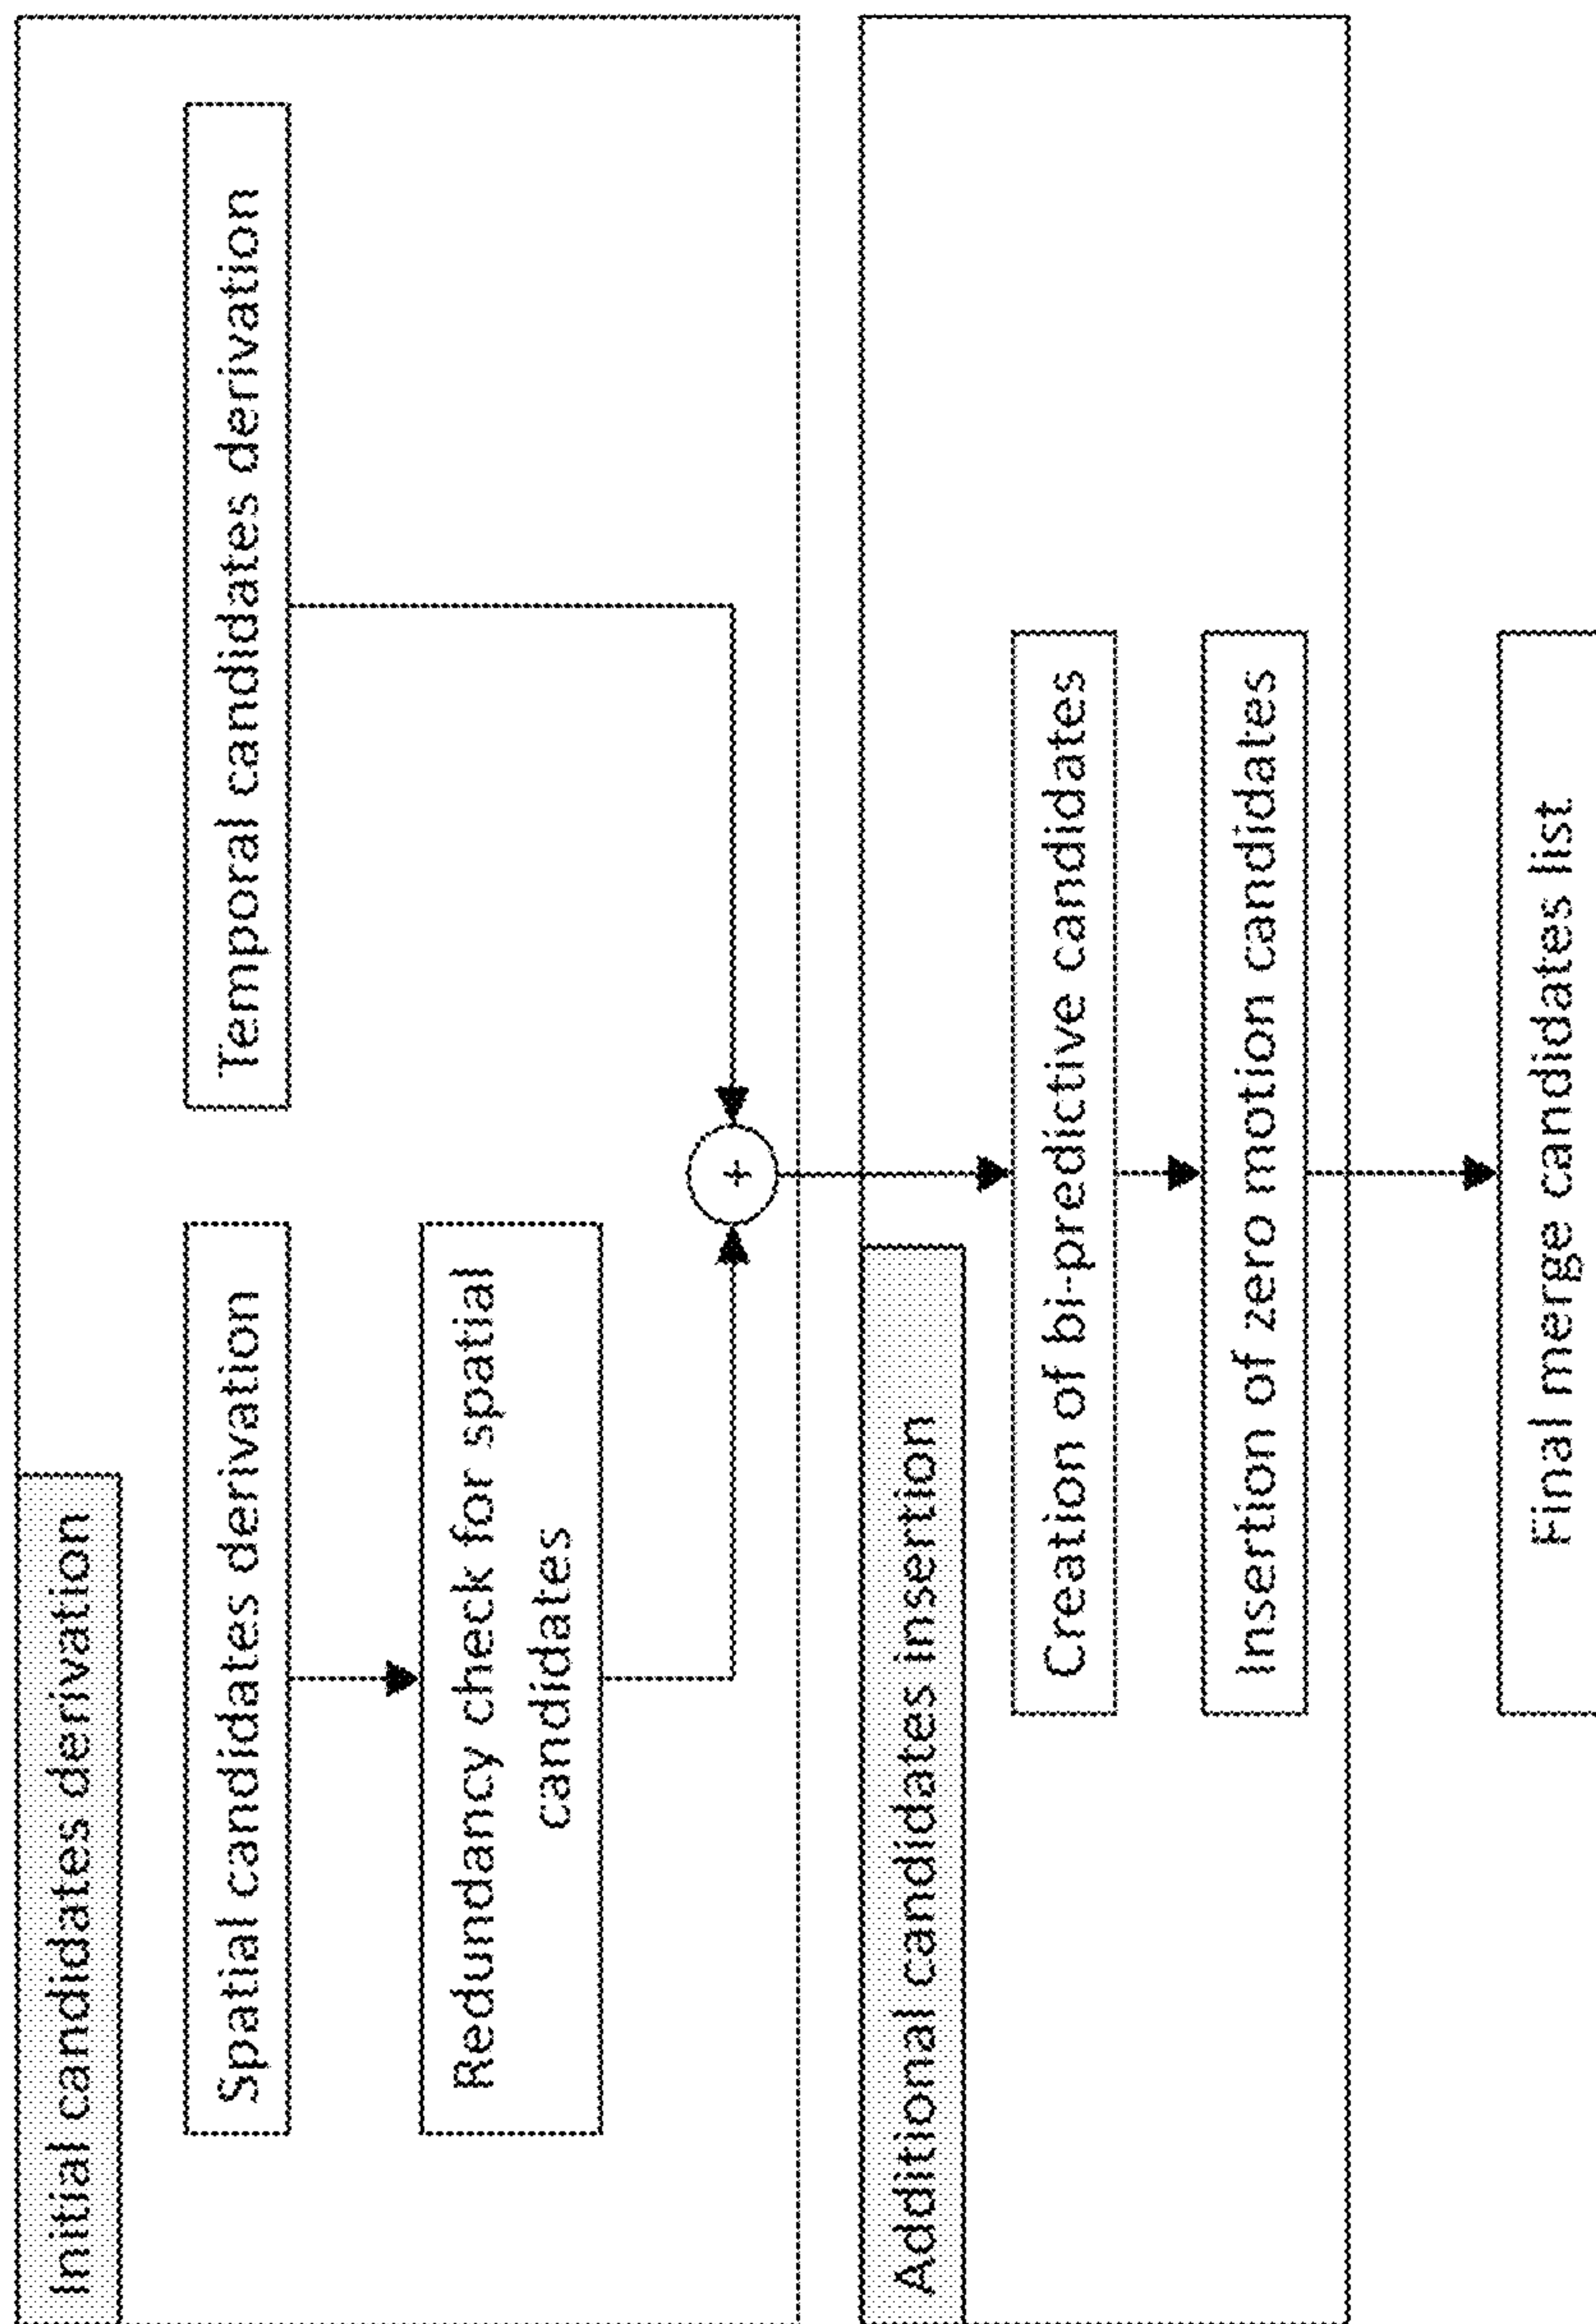 Initial candidates derivation
Spatial candidates derivation
Temporal candidates derivation
Redundancy check for spatial
candidates
+
Additional candidates insertion
Creation of bi-predictive candidates
Insertion of zero motion candidates
Final merge candidates list